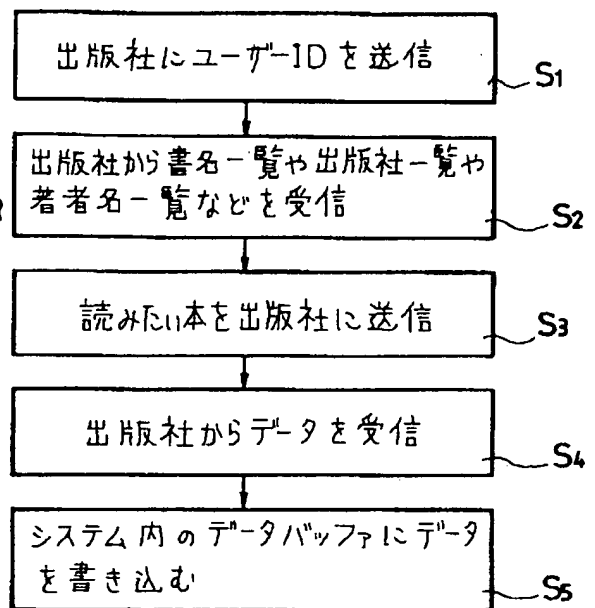 出版社にユーザーIDを送信
S1
出版社から書名一覧や出版社一覧や
著者名一覧などを受信
S2
読みたい本を出版社に送信
S3
出版社からデータを受信
S4
システム内のデータバッファにデータ
を書き込む
S5